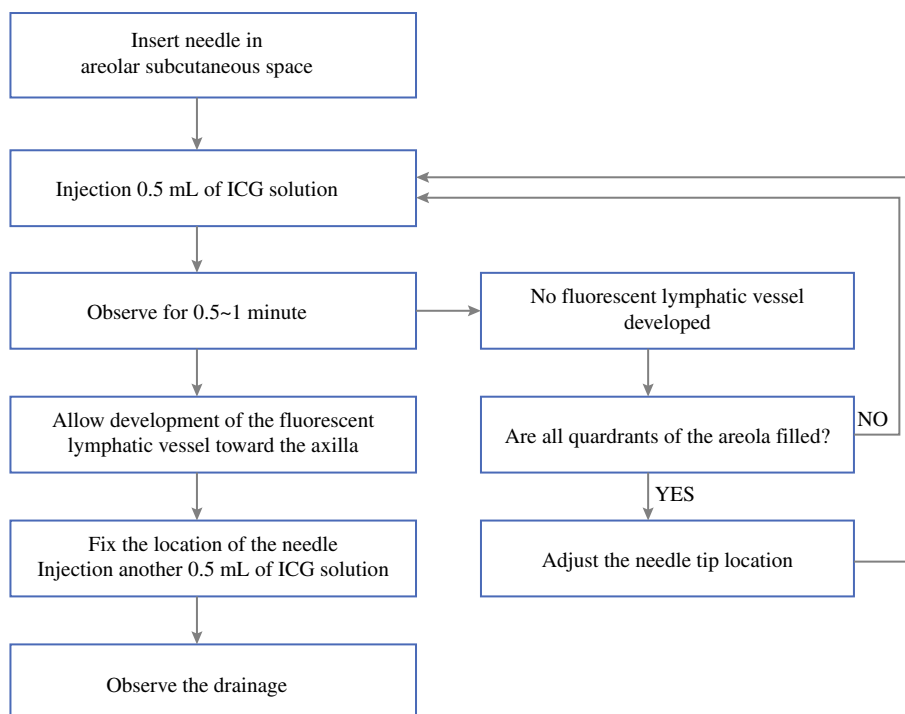 Insert needle in
areolar subcutaneous space
Injection 0.5 mL of ICG solution
Observe for 0.5~1 minute
No fluorescent lymphatic vessel
developed
Allow development of the fluorescent
lymphatic vessel toward the axilla
Are all quardrants of the areola filled?
NO
YES
Fix the location of the needle
Injection another 0.5 mL of ICG solution
Adjust the needle tip location
Observe the drainage